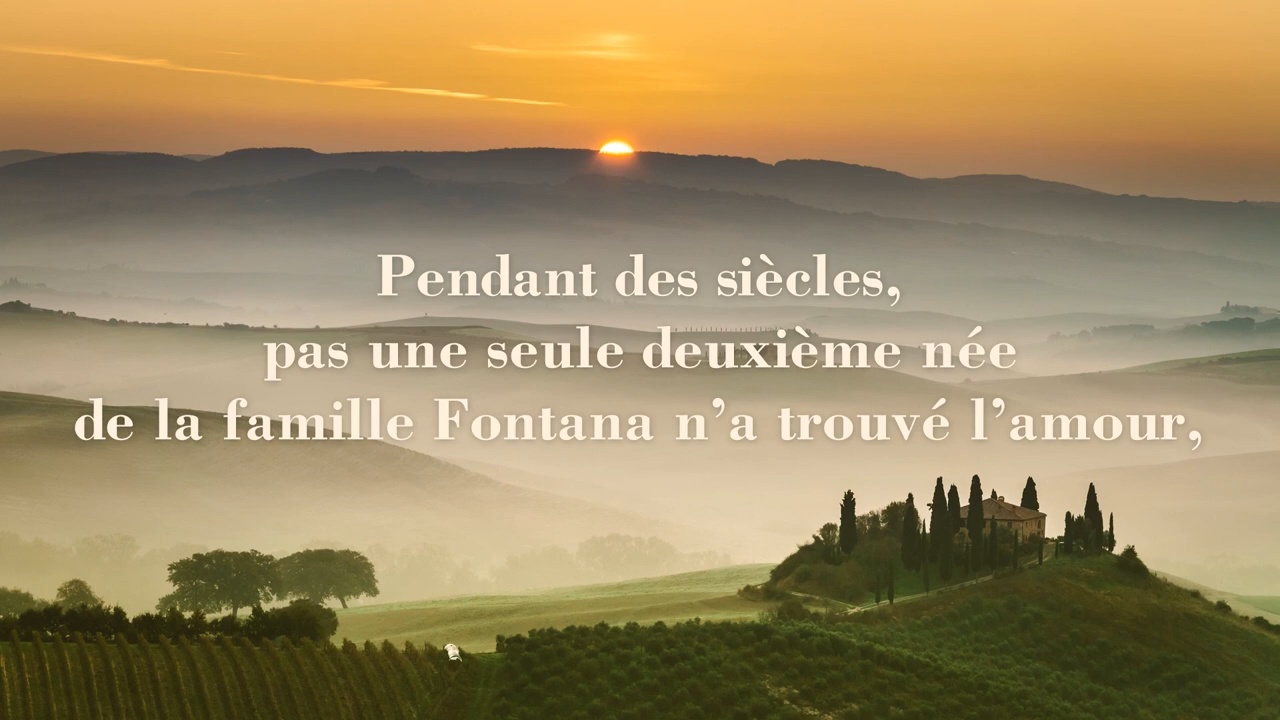 Pendant des siècles,
pas une seule deuxième née
de la famille Fontana n’a trouvé l’amour,